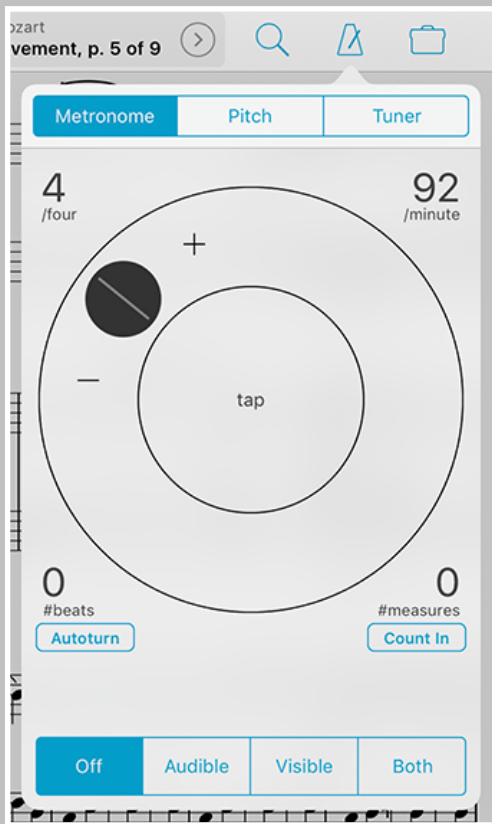 ozart
vement, p. 5 of 9
Metronome Pitch Tuner
4 92
/four /minute
+
−
tap
0 0
#beats #measures
Autoturn Count In
Off Audible Visible Both